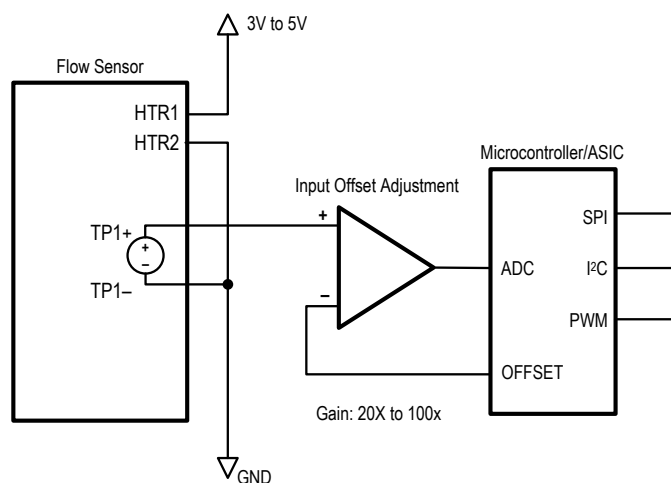 3V to 5V
Flow Sensor
HTR1
HTR2
Microcontroller/ASIC
Input Offset Adjustment
SPI
TP1+
+
+
ADC
I²C
–
TP1–
–
PWM
OFFSET
Gain: 20X to 100x
GND